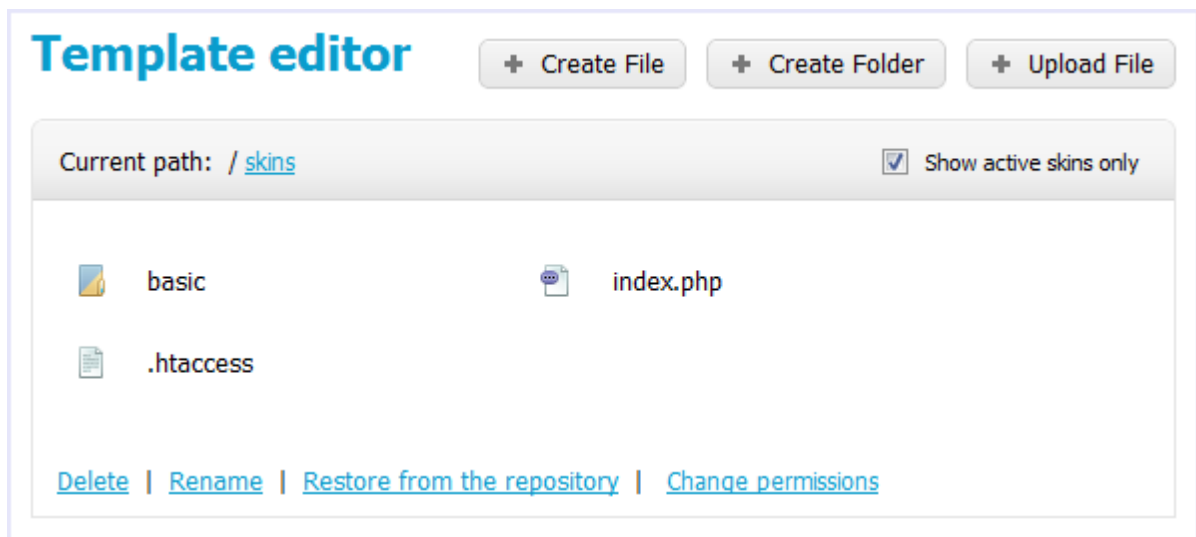 Template editor + Create File + Create Folder + Upload File
Current path: / skins Show active skins only
basic index.php
.htaccess
Delete | Rename | Restore from the repository | Change permissions